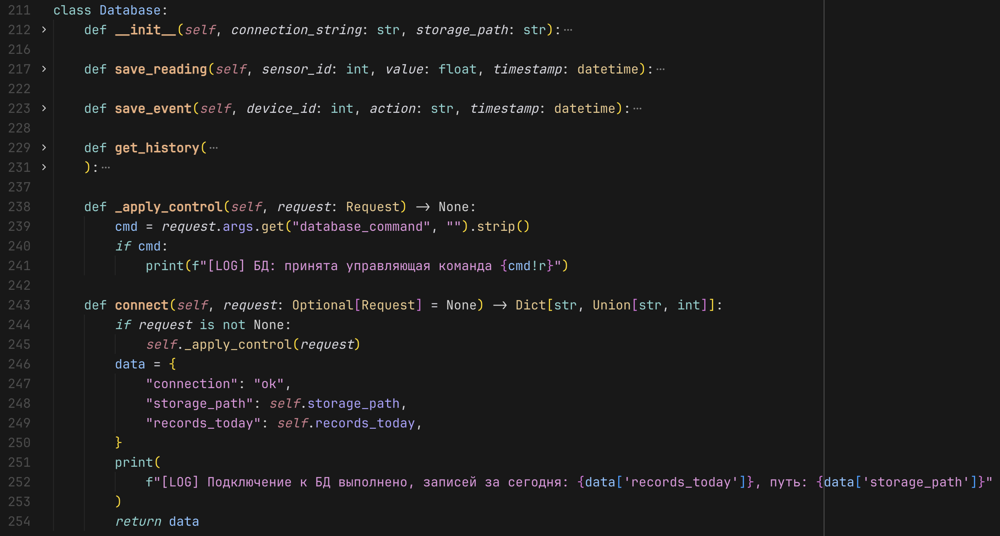 211 class Database:
212 > def __init__(self, connection_string: str, storage_path: str):…
216
217 > def save_reading(self, sensor_id: int, value: float, timestamp: datetime):…
222
223 > def save_event(self, device_id: int, action: str, timestamp: datetime):…
228
229 > def get_history(…
231 > ):…
237
238 def _apply_control(self, request: Request) -> None:
239 cmd = request.args.get("database_command", "").strip()
240 if cmd:
241 print(f"[LOG] БД: принята управляющая команда {cmd!r}")
242
243 def connect(self, request: Optional[Request] = None) -> Dict[str, Union[str, int]]:
244 if request is not None:
245 self._apply_control(request)
246 data = {
247 "connection": "ok",
248 "storage_path": self.storage_path,
249 "records_today": self.records_today,
250 }
251 print(
252 f"[LOG] Подключение к БД выполнено, записей за сегодня: {data['records_today']}, путь: {data['storage_path']}"
253 )
254 return data